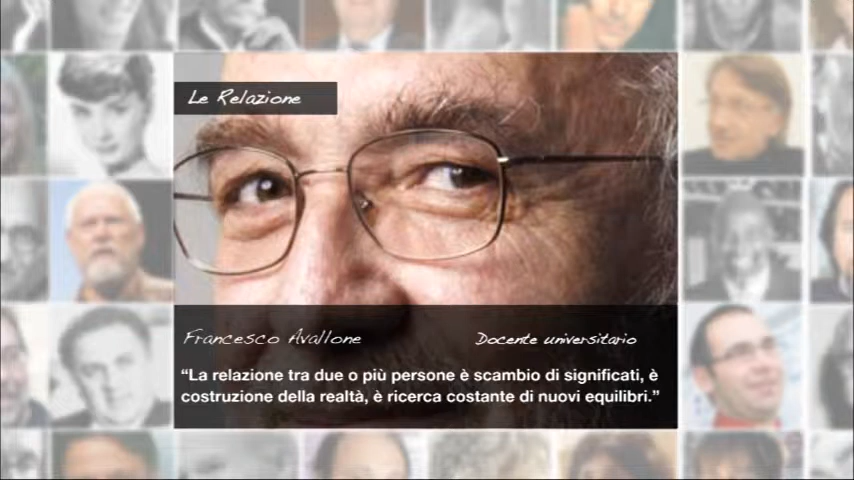 Le Relazione
Francesco Avallone
Docente universitario
“La relazione tra due o più persone è scambio di significati, è
costruzione della realtà, è ricerca costante di nuovi equilibri.”